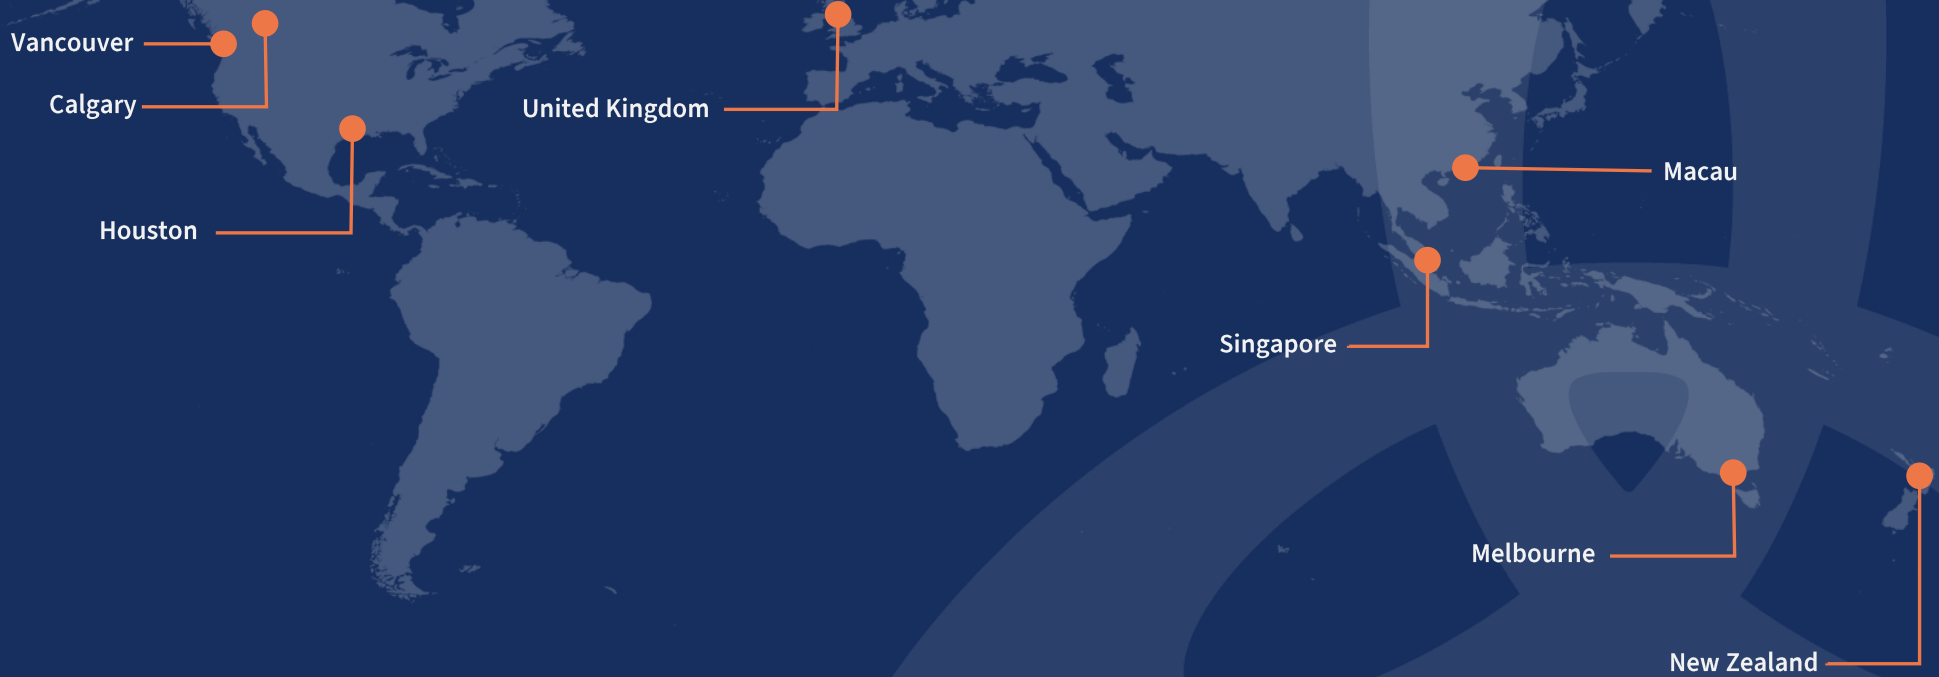 Vancouver
Calgary
United Kingdom
Macau
Houston
Singapore
Melbourne
New Zealand